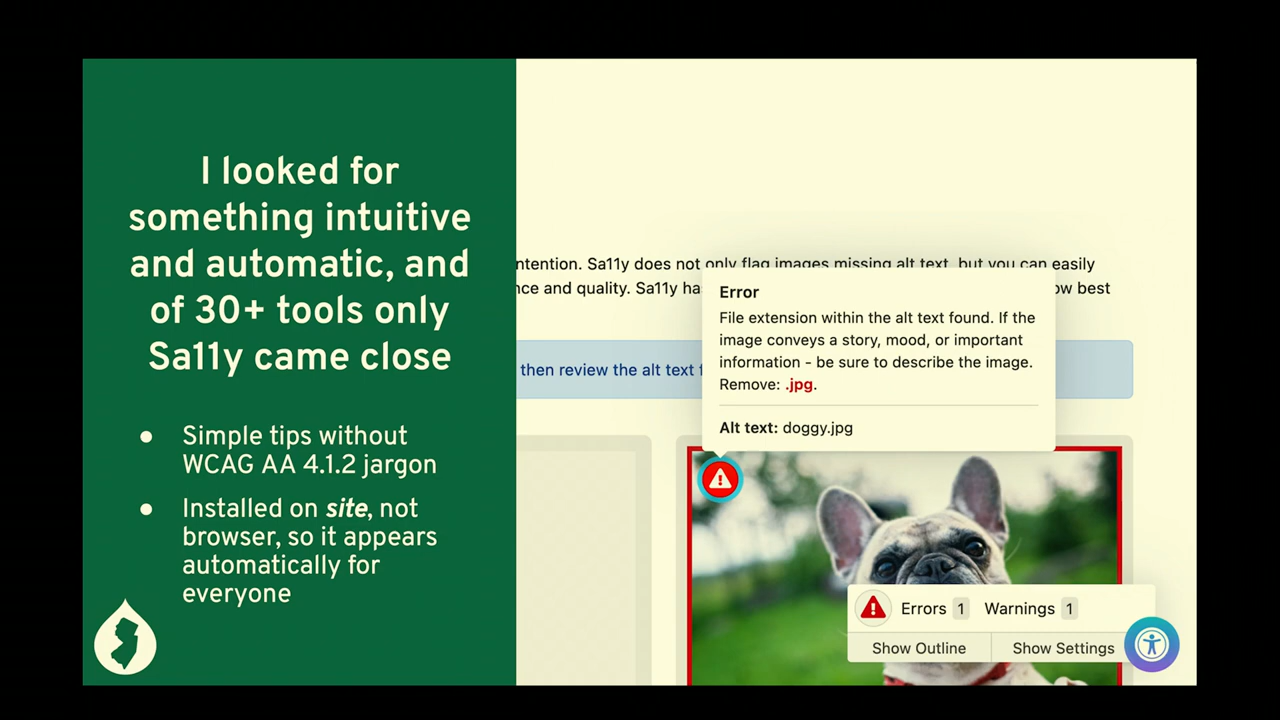 I looked for
something intuitive
and automatic, and
of 30+ tools only
Sa11y came close
● Simple tips without
WCAG AA 4.1.2 jargon
● Installed on site, not
browser, so it appears
automatically for
everyone
ntention. Sa11y does not only flag images missing alt text, but you can easily
nce and quality. Sa11y ha
ow best
then review the alt text f
Error
File extension within the alt text found. If the
image conveys a story, mood, or important
information - be sure to describe the image.
Remove: .jpg.
Alt text: doggy.jpg
Errors 1 Warnings 1
Show Outline Show Settings